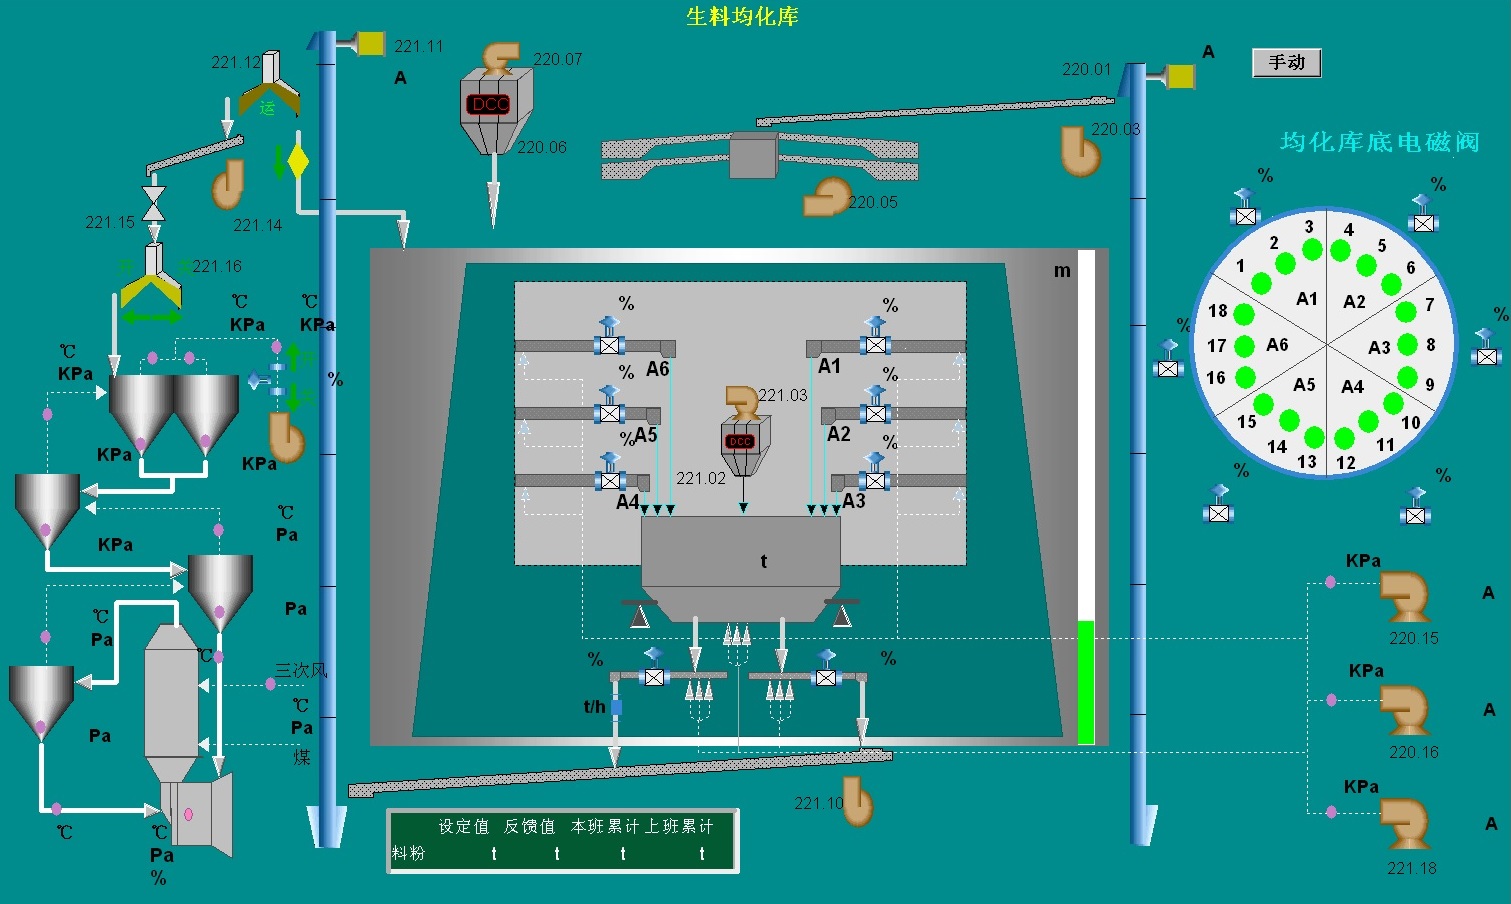 生料均化库
221.11
A
221.12
运
220.07
DCC
220.06
220.01
A
手动
220.03
220.05
均化库底电磁阀
221.14
221.15
221.16
℃
KPa
℃
KPa
℃
KPa
%
KPa
KPa
KPa
℃
Pa
Pa
℃
Pa
℃
三次风
℃
Pa
煤
Pa
℃
℃
Pa
%
m
%
%
A6
A1
%
%
A5
A2
%
%
A4
A3
221.03
DCC
221.02
t
%
%
t/h
221.10
设定值 反馈值 本班累计 上班累计
料粉 t t t t
%
%
%
%
%
%
1
2
3
4
5
6
7
8
9
10
11
12
13
14
15
16
17
18
A1
A2
A3
A4
A5
A6
KPa
A
220.15
KPa
A
220.16
KPa
A
221.18